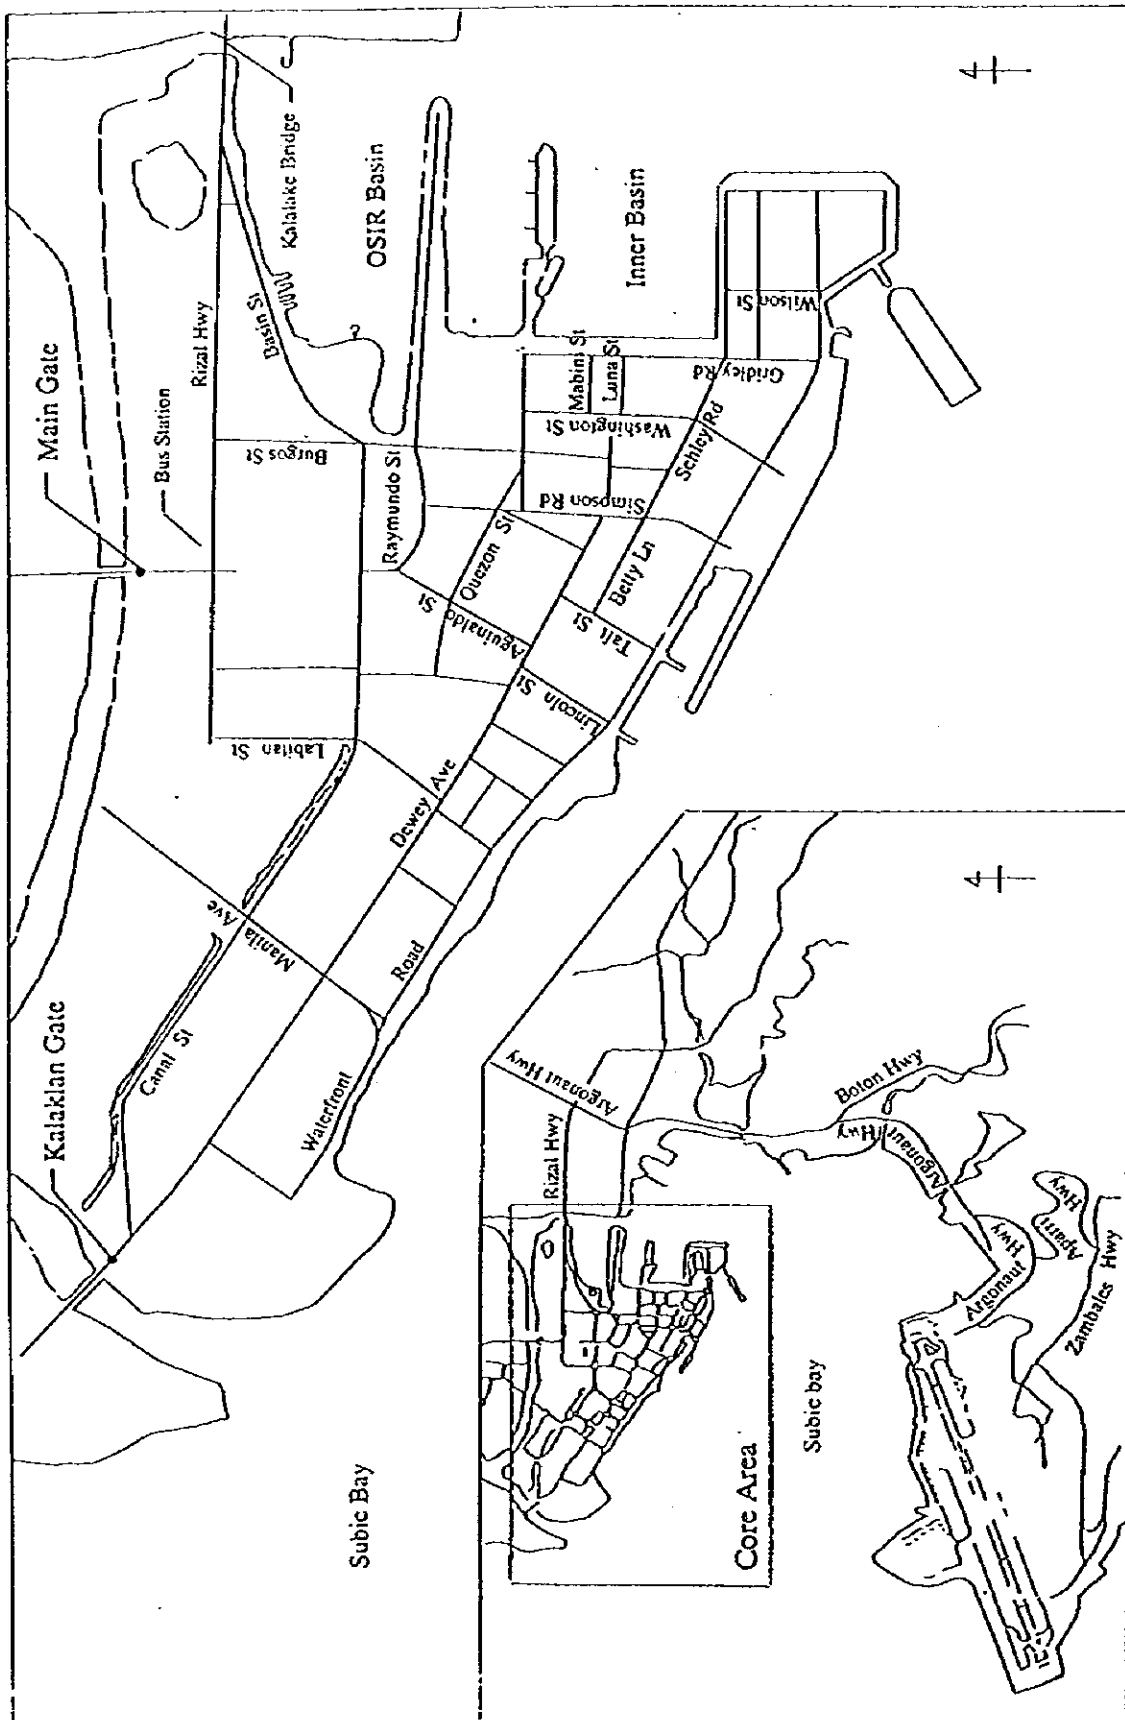 Kalaklan Gate
Main Gate
Bus Station
Rizal Hwy
Basin St
Kalalake Bridge
OSIR Basin
Inner Basin
Burgos St
Raymundo St
Labitan St
Manila Ave
Canal St
Dewey Ave
Waterfront Road
Aguinaldo St
Quezon St
Lincoln St
Taft St
Betty Ln
Simpson Rd
Washington St
Mabini St
Luna St
Schley Rd
Gridley Rd
Wilson St
Subic Bay
Core Area
Subic bay
Rizal Hwy
Argonaut Hwy
Boton Hwy
Argonaut Hwy
Argonaut Hwy
Aparri Hwy
Zambales Hwy